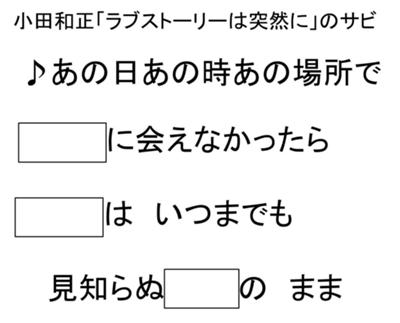 小田和正「ラブストーリーは突然に」のサビ
♪あの日あの時あの場所で
に会えなかったら
は　いつまでも
見知らぬ　の　まま